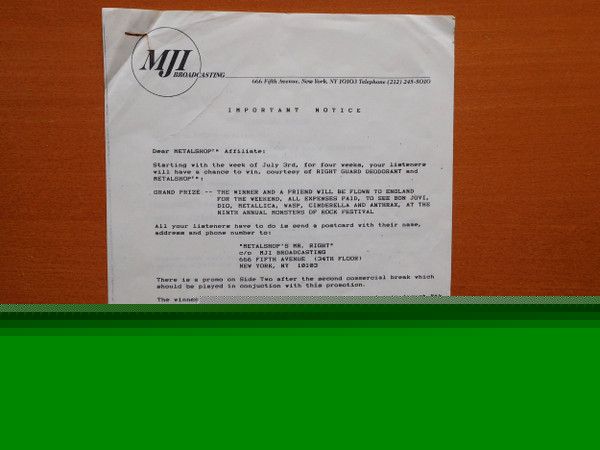 MJI
BROADCASTING
666 Fifth Avenue, New York, NY 10103 Telephone (212) 245-5010
IMPORTANT NOTICE
Dear METALSHOP™ Affiliate:
Starting with the week of July 3rd, for four weeks, your listeners
will have a chance to win, courtesy of RIGHT GUARD DEODORANT and
METALSHOP™:
GRAND PRIZE -- THE WINNER AND A FRIEND WILL BE FLOWN TO ENGLAND
FOR THE WEEKEND, ALL EXPENSES PAID, TO SEE BON JOVI,
DIO, METALLICA, WASP, CINDERELLA AND ANTHRAX, AT THE
NINTH ANNUAL MONSTERS OF ROCK FESTIVAL
All your listeners have to do is send a postcard with their name,
address and phone number to:
"METALSHOP'S MR. RIGHT"
c/o MJI BROADCASTING
666 FIFTH AVENUE (34TH FLOOR)
NEW YORK, NY 10103
There is a promo on Side Two after the second commercial break which
should be played in conjuction with this promotion.
The winner